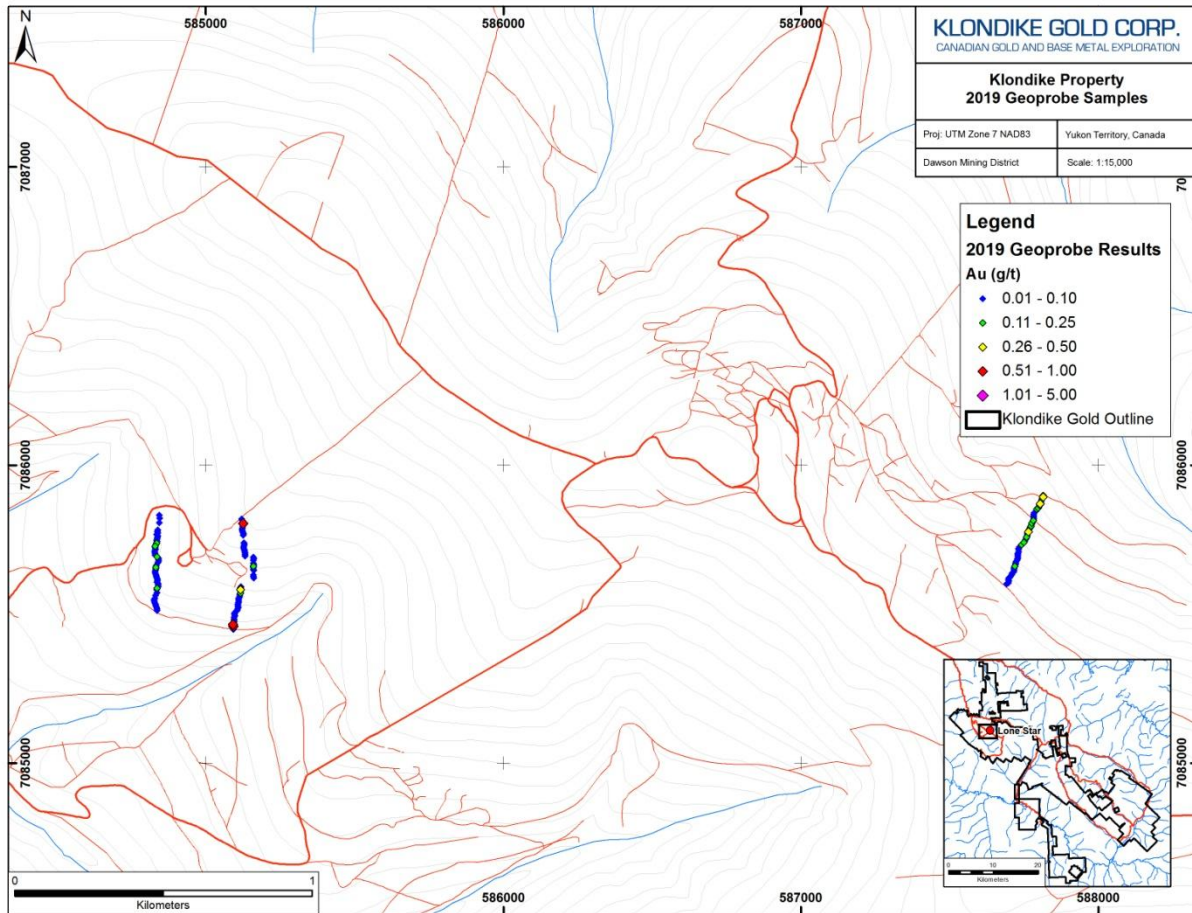 585000
586000
587000
N
KLONDIKE GOLD CORP.
CANADIAN GOLD AND BASE METAL EXPLORATION
Klondike Property
2019 Geoprobe Samples
Proj: UTM Zone 7 NAD83
Yukon Territory, Canada
Dawson Mining District
Scale: 1:15,000
7087000
70
Legend
2019 Geoprobe Results
Au (g/t)
0.01 - 0.10
0.11 - 0.25
0.26 - 0.50
0.51 - 1.00
1.01 - 5.00
Klondike Gold Outline
7086000
7086000
7085000
7085000
Lone Star
0 10 20
Kilometers
0 1
Kilometers
586000
587000
588000